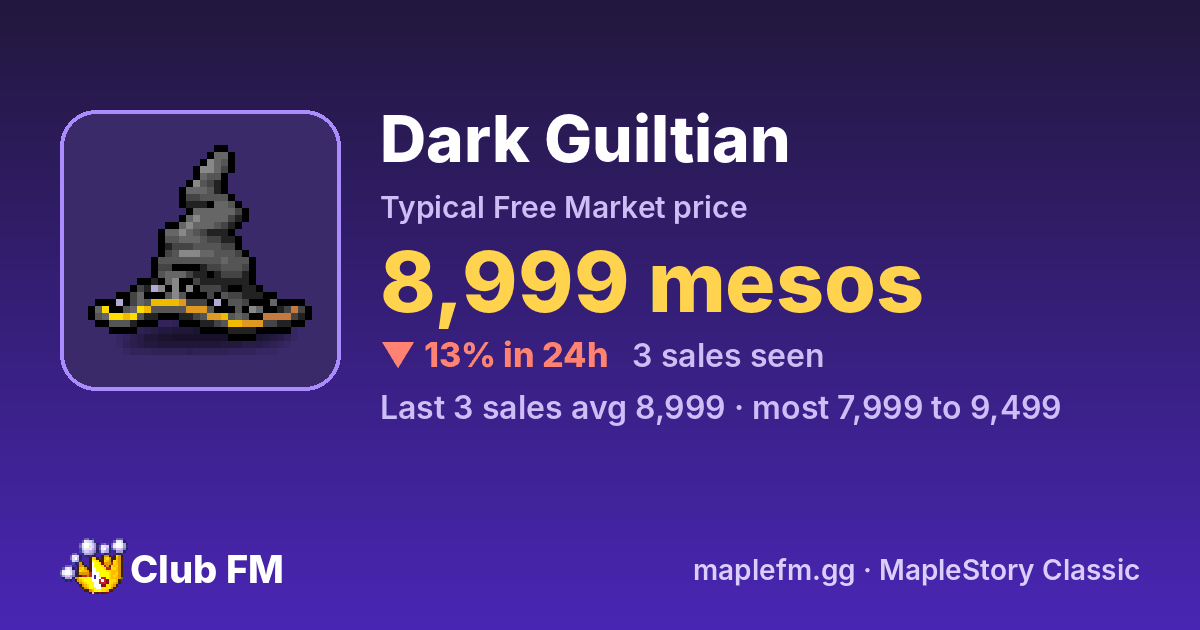 Dark Guiltian
Typical Free Market price
8,999 mesos
▼ 13% in 24h 3 sales seen
Last 3 sales avg 8,999 · most 7,999 to 9,499
Club FM
maplefm.gg · MapleStory Classic